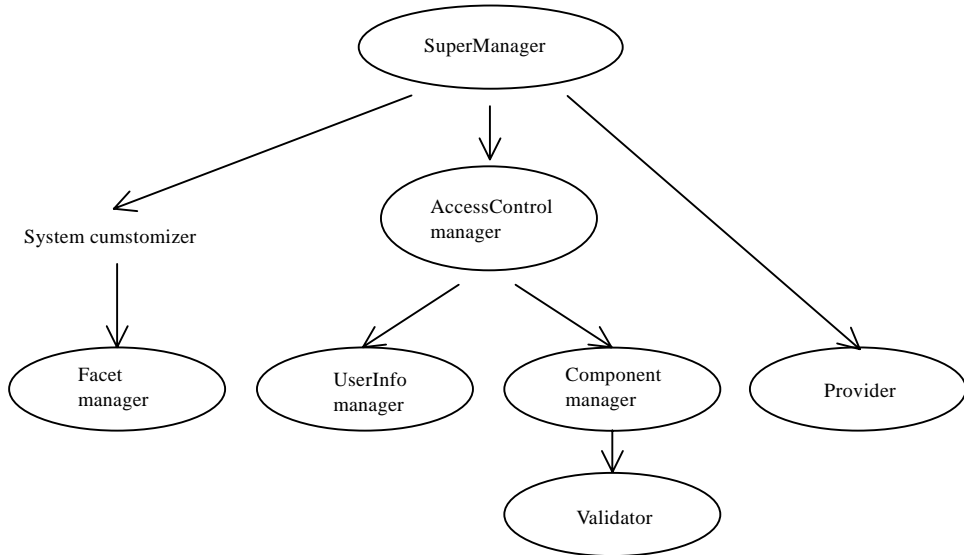 SuperManager
AccessControl
manager
System cumstomizer
Facet
manager
UserInfo
manager
Component
manager
Provider
Validator